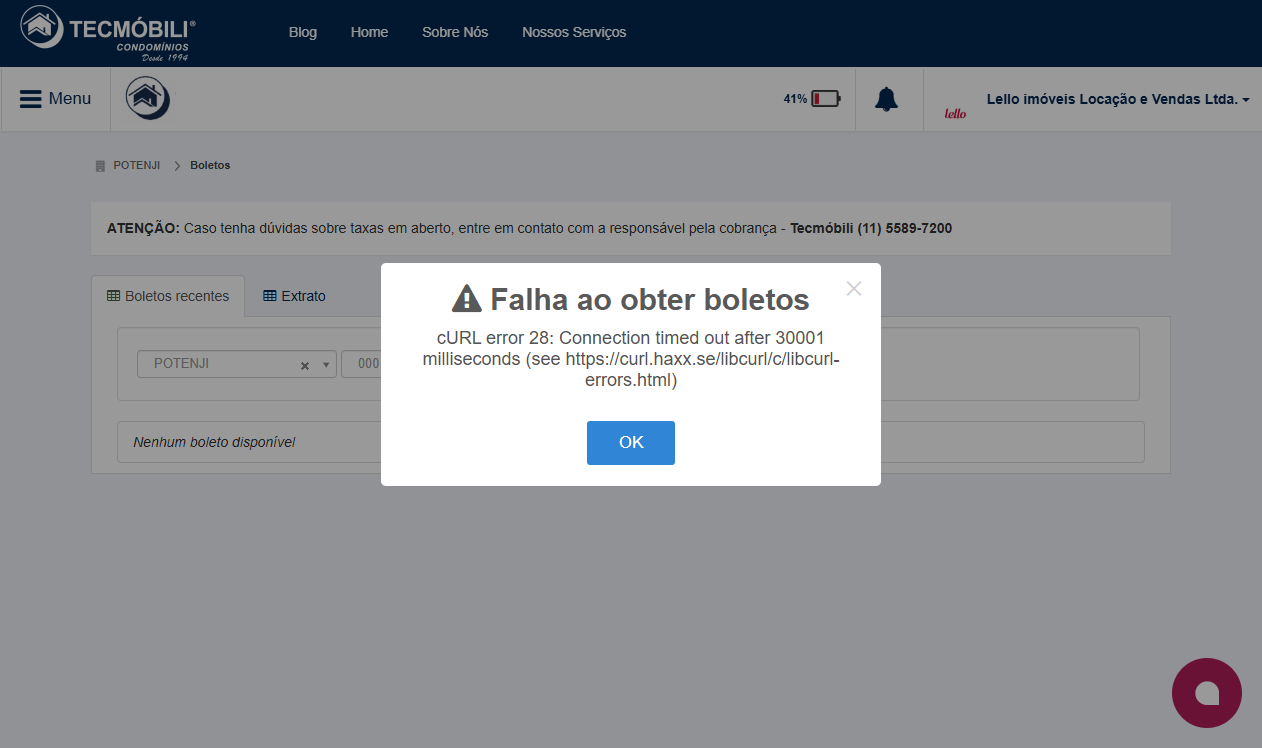 TECMÓBILI®
CONDOMÍNIOS
Desde 1994
Blog Home Sobre Nós Nossos Serviços
Menu
41%
lello
Lello imóveis Locação e Vendas Ltda.
POTENJI > Boletos
ATENÇÃO: Caso tenha dúvidas sobre taxas em aberto, entre em contato com a responsável pela cobrança - Tecmóbili (11) 5589-7200
Boletos recentes Extrato
Falha ao obter boletos ×
cURL error 28: Connection timed out after 30001
milliseconds (see https://curl.haxx.se/libcurl/c/libcurl-
errors.html)
POTENJI × 000
OK
Nenhum boleto disponível